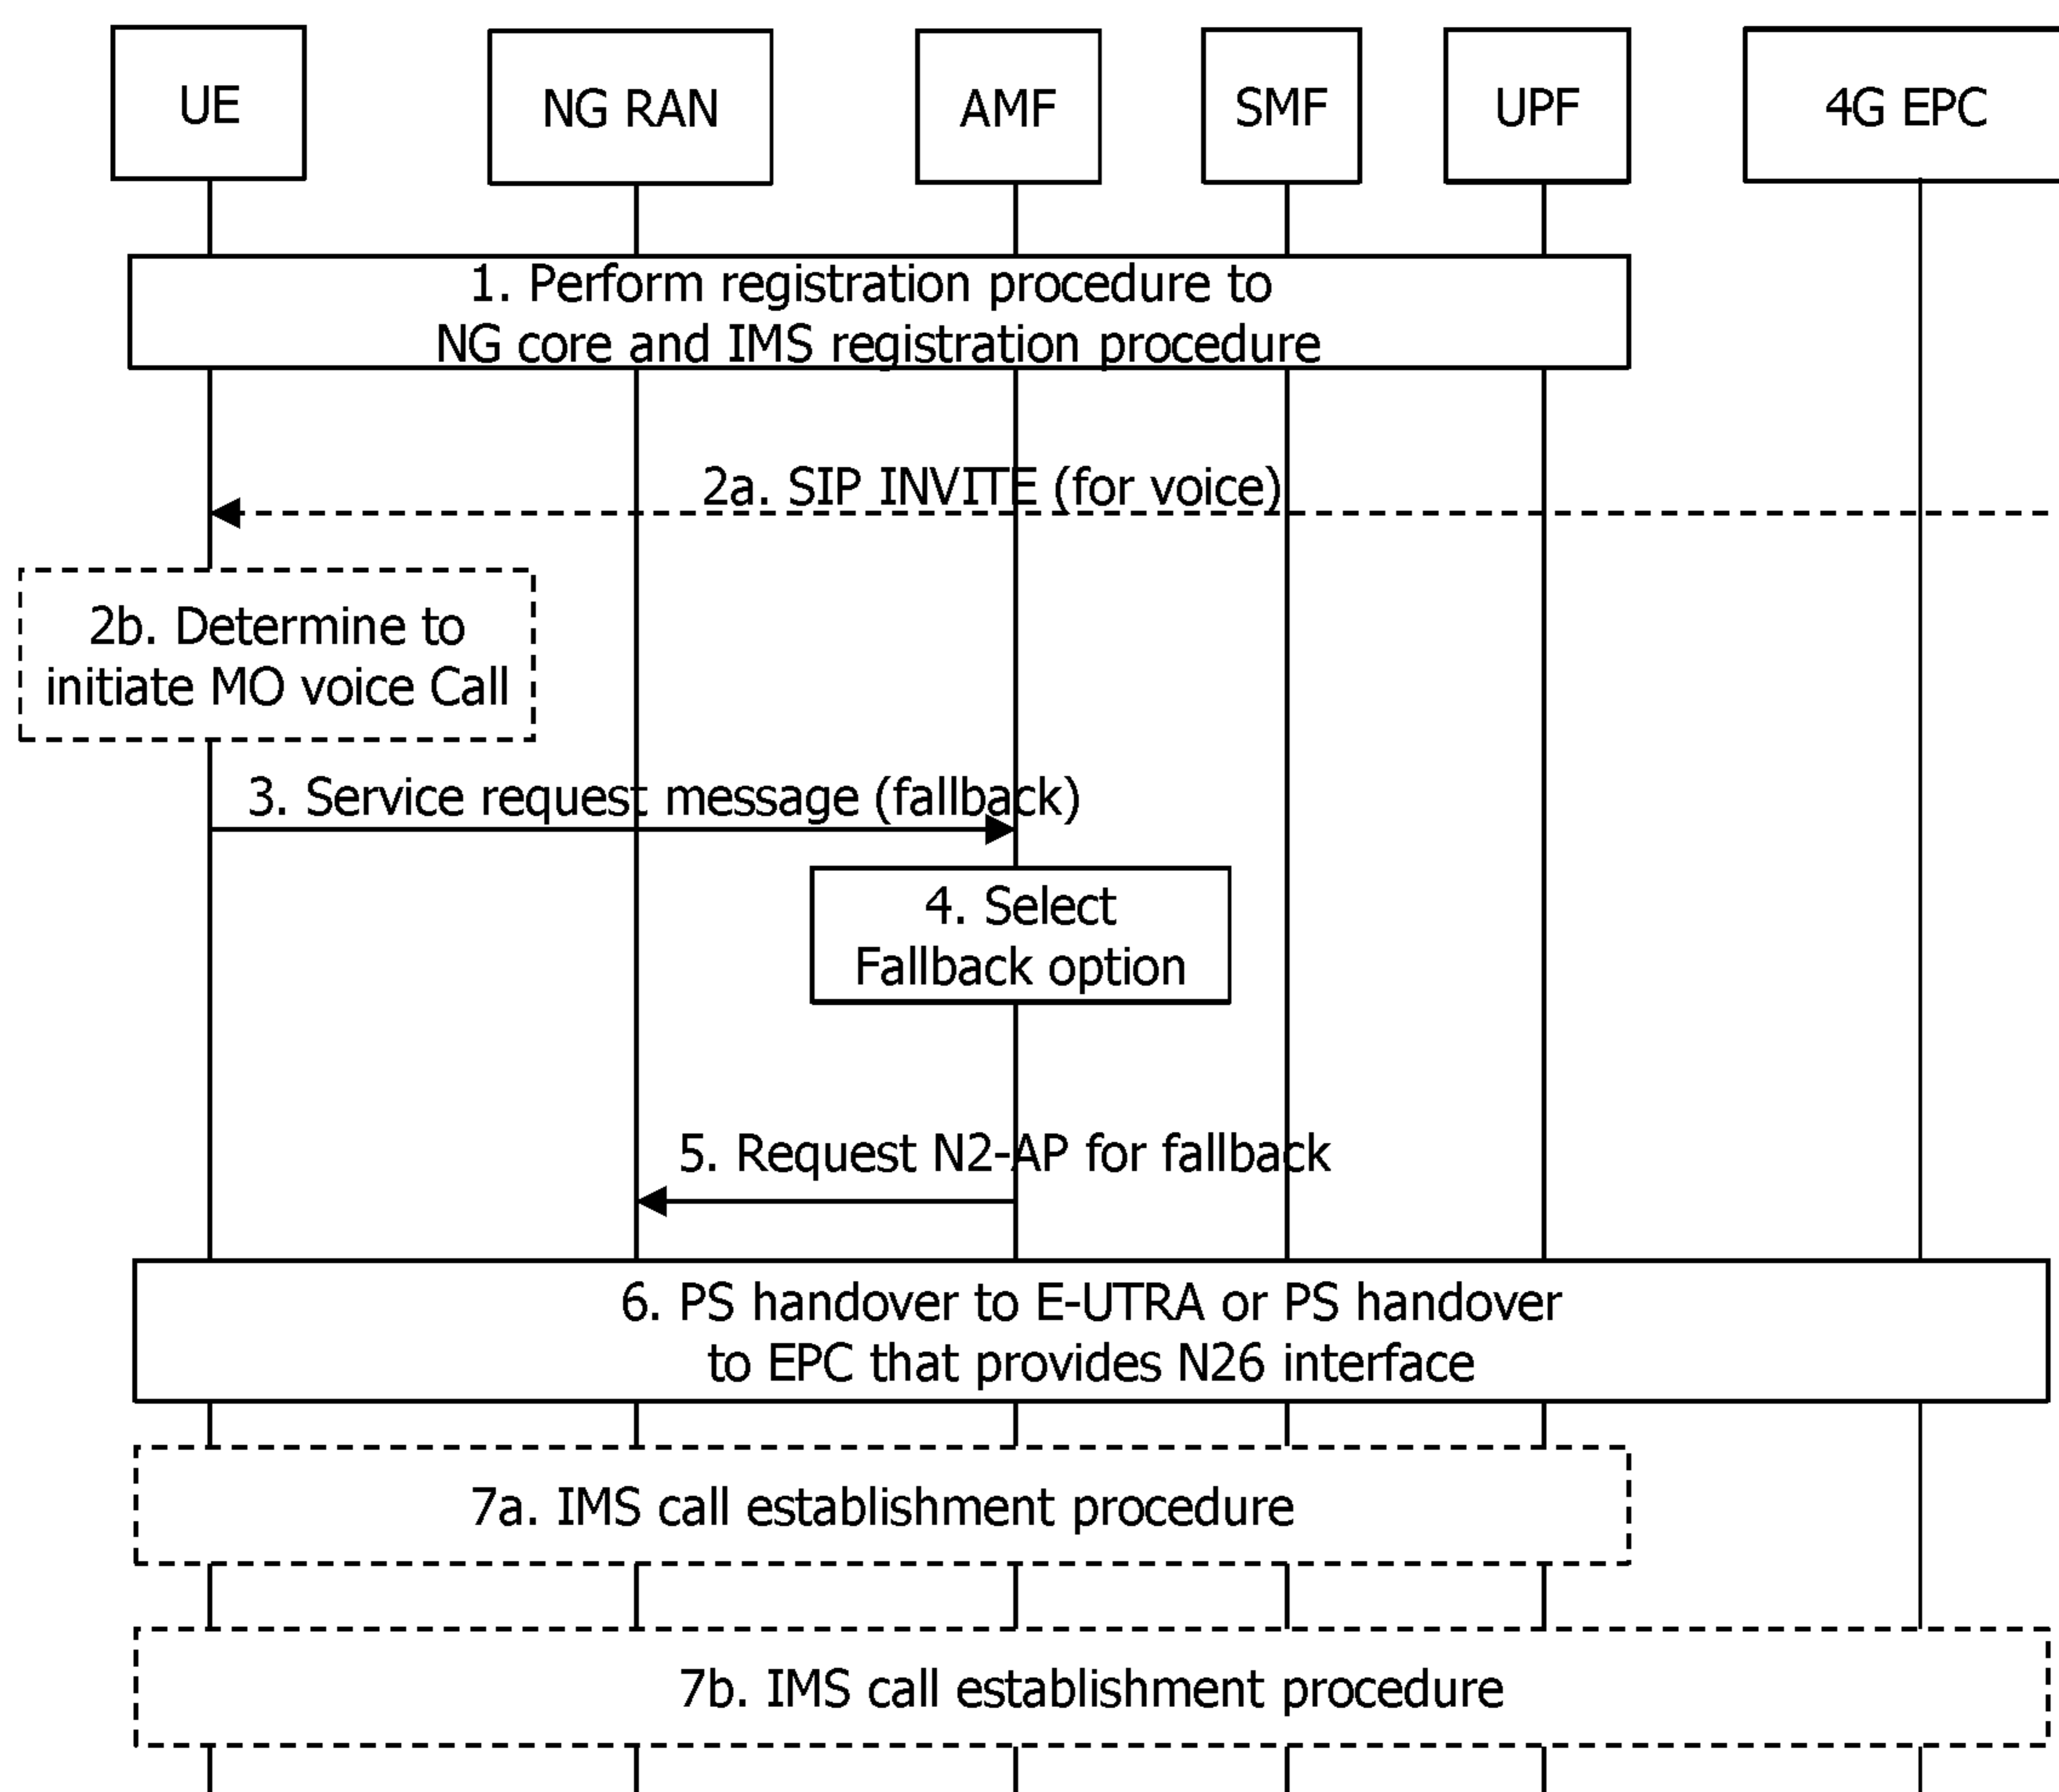 UE
NG RAN
AMF
SMF
UPF
4G EPC
1. Perform registration procedure to
NG core and IMS registration procedure
2a. SIP INVITE (for voice)
2b. Determine to
initiate MO voice Call
3. Service request message (fallback)
4. Select
Fallback option
5. Request N2-AP for fallback
6. PS handover to E-UTRA or PS handover
to EPC that provides N26 interface
7a. IMS call establishment procedure
7b. IMS call establishment procedure